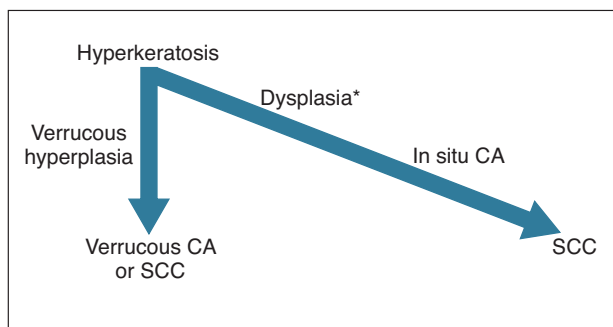 Hyperkeratosis
Dysplasia*
Verrucous
hyperplasia
In situ CA
Verrucous CA
or SCC
SCC